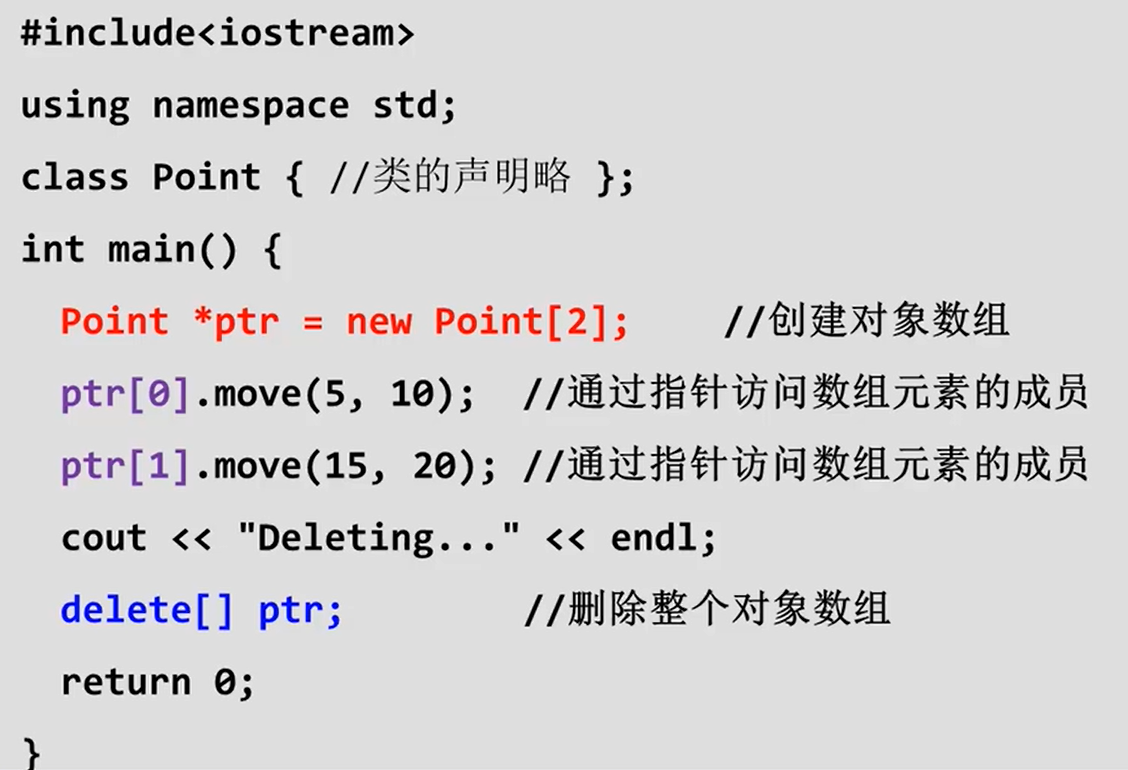 #include<iostream>
using namespace std;
class Point { //类的声明略 };
int main() {
Point *ptr = new Point[2]; //创建对象数组
ptr[0].move(5, 10); //通过指针访问数组元素的成员
ptr[1].move(15, 20); //通过指针访问数组元素的成员
cout << "Deleting..." << endl;
delete[] ptr; //删除整个对象数组
return 0;
}